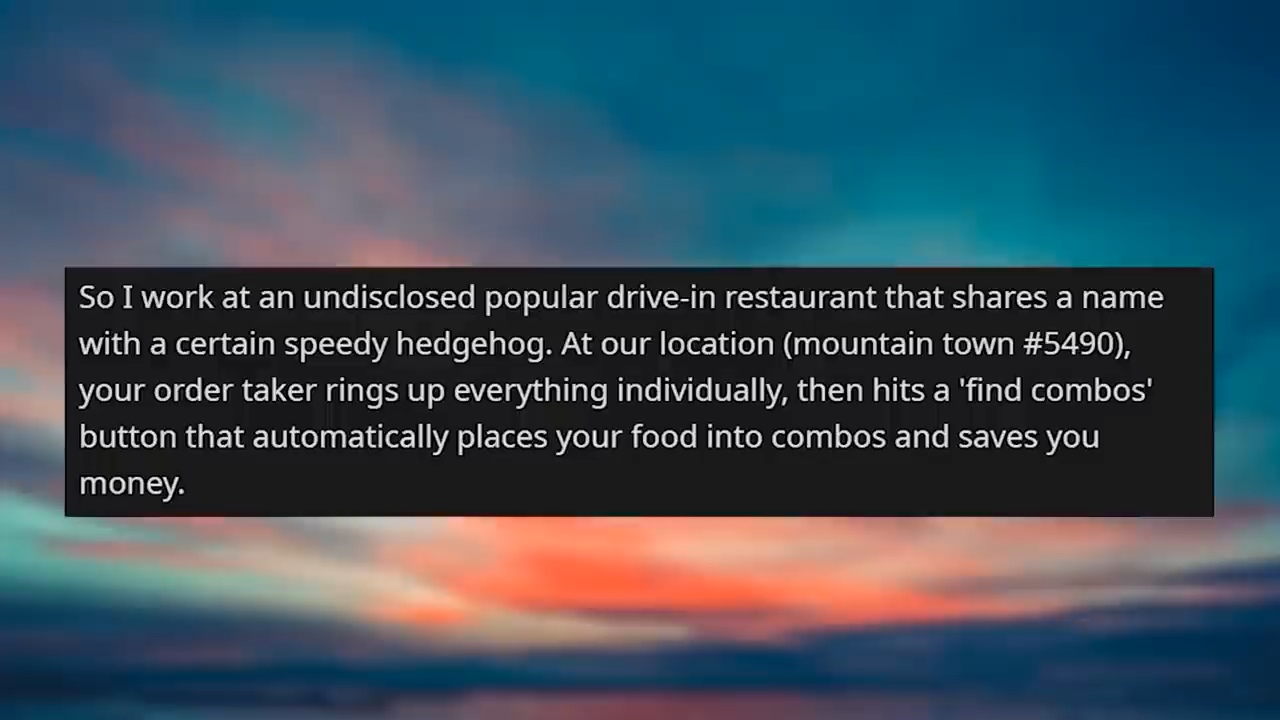 So I work at an undisclosed popular drive-in restaurant that shares a name
with a certain speedy hedgehog. At our location (mountain town #5490),
your order taker rings up everything individually, then hits a 'find combos'
button that automatically places your food into combos and saves you
money.